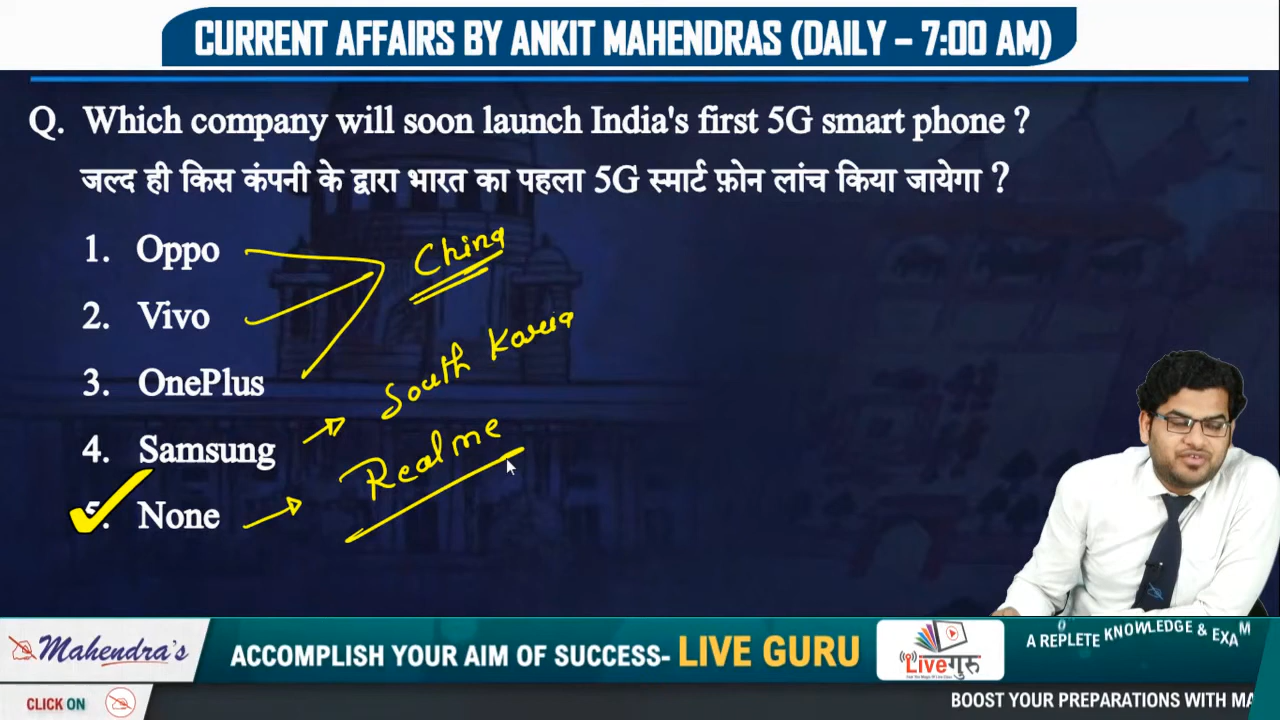 CURRENT AFFAIRS BY ANKIT MAHENDRAS (DAILY – 7:00 AM)
Q. Which company will soon launch India's first 5G smart phone ?
जल्द ही किस कंपनी के द्वारा भारत का पहला 5G स्मार्ट फ़ोन लांच किया जायेगा ?
1. Oppo
China
2. Vivo
3. OnePlus
South Karia
4. Samsung
Realme
5. None
Mahendra's
ACCOMPLISH YOUR AIM OF SUCCESS- LIVE GURU
Live गुरु
A REPLETE KNOWLEDGE & EXAM
CLICK ON
BOOST YOUR PREPARATIONS WITH MA